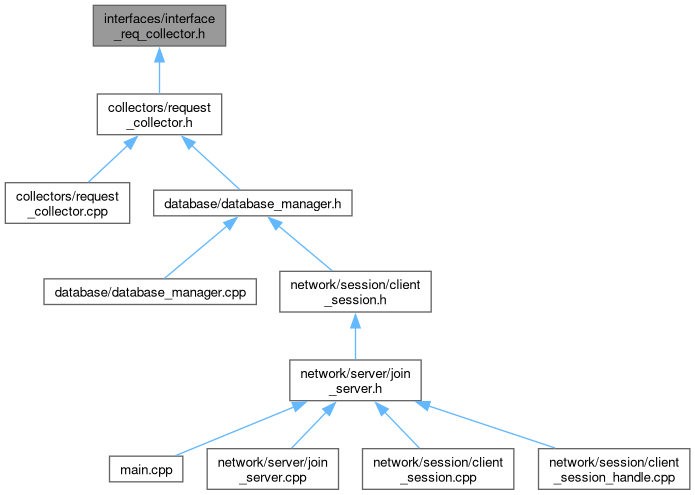 interfaces/interface
_req_collector.h
collectors/request
_collector.h
collectors/request
_collector.cpp
database/database_manager.h
database/database_manager.cpp
network/session/client
_session.h
network/server/join
_server.h
main.cpp
network/server/join
_server.cpp
network/session/client
_session.cpp
network/session/client
_session_handle.cpp